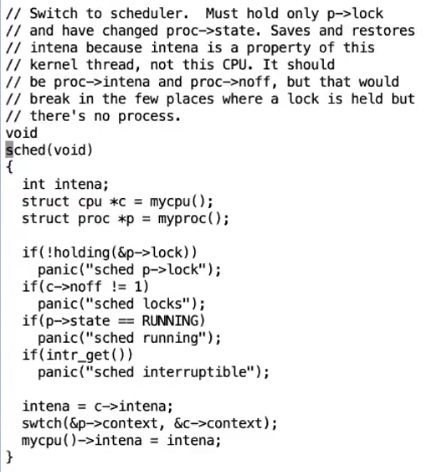 // Switch to scheduler.  Must hold only p->lock
// and have changed proc->state. Saves and restores
// intena because intena is a property of this
// kernel thread, not this CPU. It should
// be proc->intena and proc->noff, but that would
// break in the few places where a lock is held but
// there's no process.
void
sched(void)
{
  int intena;
  struct cpu *c = mycpu();
  struct proc *p = myproc();

  if(!holding(&p->lock))
    panic("sched p->lock");
  if(c->noff != 1)
    panic("sched locks");
  if(p->state == RUNNING)
    panic("sched running");
  if(intr_get())
    panic("sched interruptible");

  intena = c->intena;
  swtch(&p->context, &c->context);
  mycpu()->intena = intena;
}